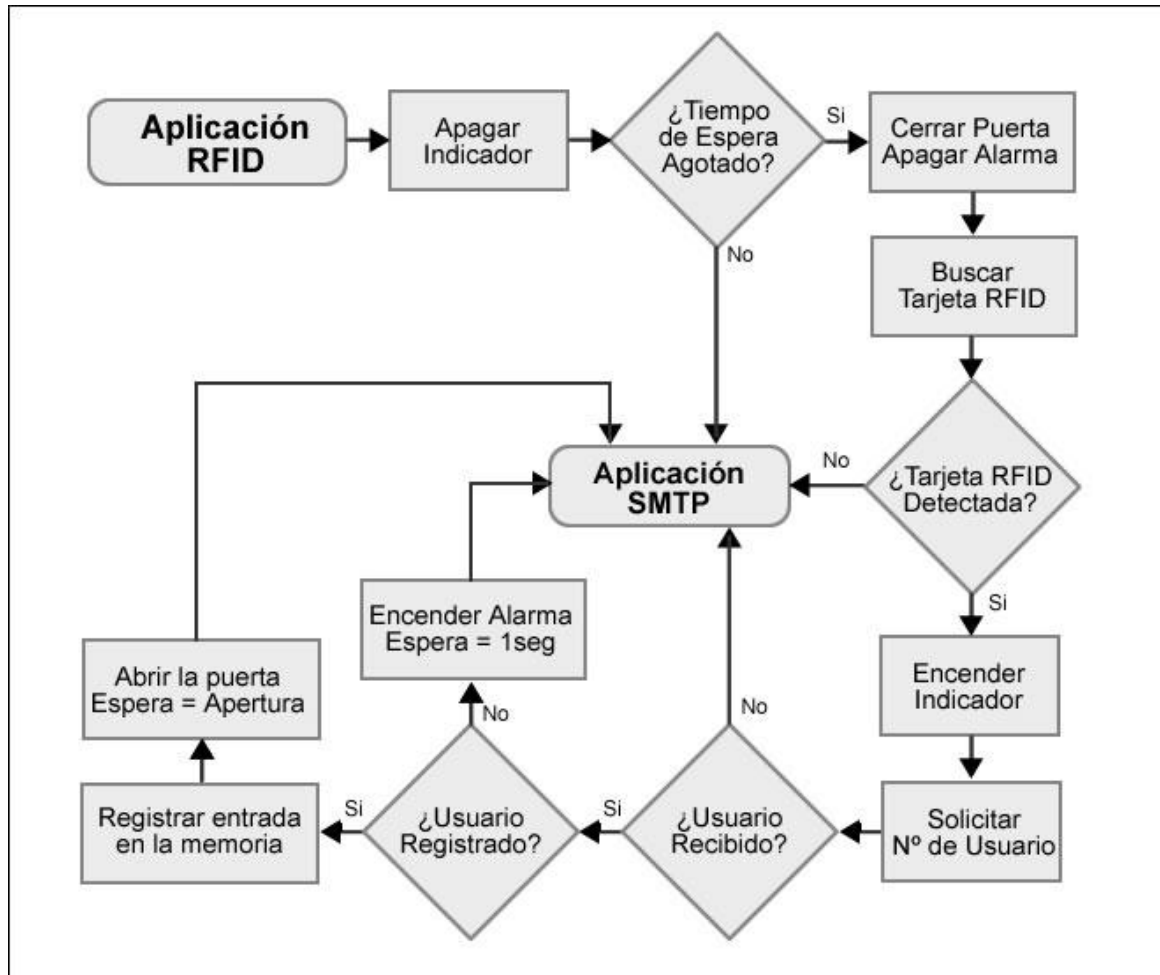 Aplicación
RFID
Apagar
Indicador
¿Tiempo
de Espera
Agotado?
Si
Cerrar Puerta
Apagar Alarma
No
Buscar
Tarjeta RFID
¿Tarjeta RFID
Detectada?
No
Aplicación
SMTP
Si
Encender
Indicador
Solicitar
Nº de Usuario
¿Usuario
Recibido?
No
Si
¿Usuario
Registrado?
No
Encender Alarma
Espera = 1seg
Si
Registrar entrada
en la memoria
Abrir la puerta
Espera = Apertura